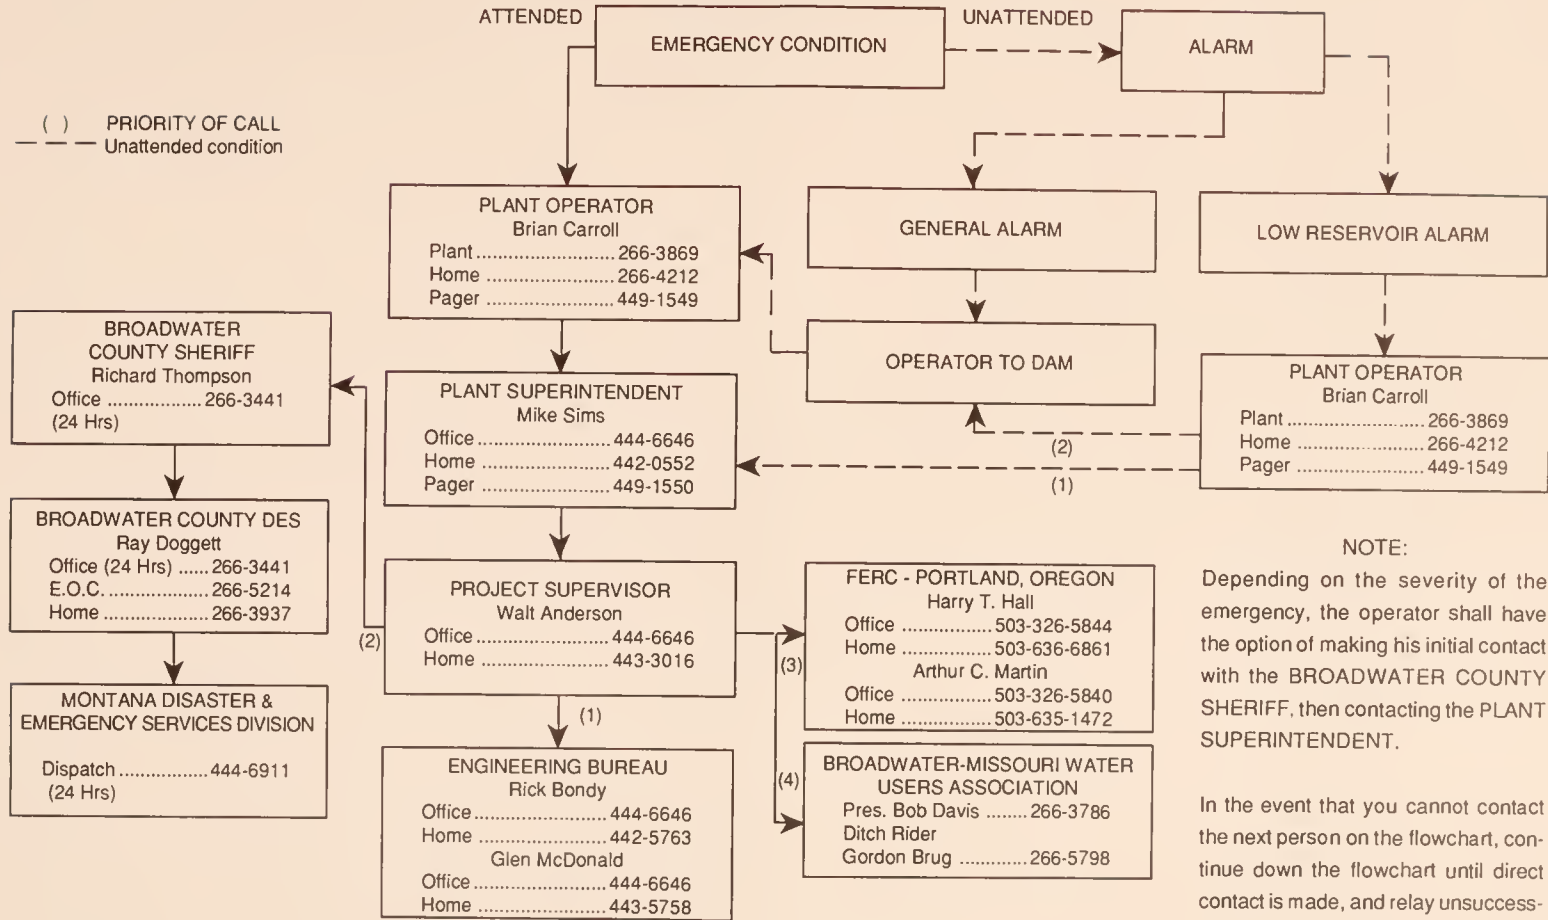 ATTENDED
UNATTENDED
EMERGENCY CONDITION
ALARM
( ) PRIORITY OF CALL
Unattended condition
PLANT OPERATOR
Brian Carroll
Plant ........................ 266-3869
Home ........................ 266-4212
Pager ........................ 449-1549
GENERAL ALARM
LOW RESERVOIR ALARM
OPERATOR TO DAM
PLANT OPERATOR
Brian Carroll
Plant ........................ 266-3869
Home ........................ 266-4212
Pager ........................ 449-1549
(2)
(1)
BROADWATER
COUNTY SHERIFF
Richard Thompson
Office .................. 266-3441
(24 Hrs)
PLANT SUPERINTENDENT
Mike Sims
Office ........................ 444-6646
Home ........................ 442-0552
Pager ........................ 449-1550
BROADWATER COUNTY DES
Ray Doggett
Office (24 Hrs) ...... 266-3441
E.O.C. .................. 266-5214
Home .................. 266-3937
(2)
PROJECT SUPERVISOR
Walt Anderson
Office ........................ 444-6646
Home ........................ 443-3016
(3)
FERC - PORTLAND, OREGON
Harry T. Hall
Office ................ 503-326-5844
Home ................ 503-636-6861
Arthur C. Martin
Office ................ 503-326-5840
Home ................ 503-635-1472
MONTANA DISASTER &
EMERGENCY SERVICES DIVISION
Dispatch ................ 444-6911
(24 Hrs)
(1)
ENGINEERING BUREAU
Rick Bondy
Office ........................ 444-6646
Home ........................ 442-5763
Glen McDonald
Office ........................ 444-6646
Home ........................ 443-5758
(4)
BROADWATER-MISSOURI WATER
USERS ASSOCIATION
Pres. Bob Davis ........ 266-3786
Ditch Rider
Gordon Brug ............ 266-5798
NOTE:
Depending on the severity of the
emergency, the operator shall have
the option of making his initial contact
with the BROADWATER COUNTY
SHERIFF, then contacting the PLANT
SUPERINTENDENT.
In the event that you cannot contact
the next person on the flowchart, con-
tinue down the flowchart until direct
contact is made, and relay unsuccess-